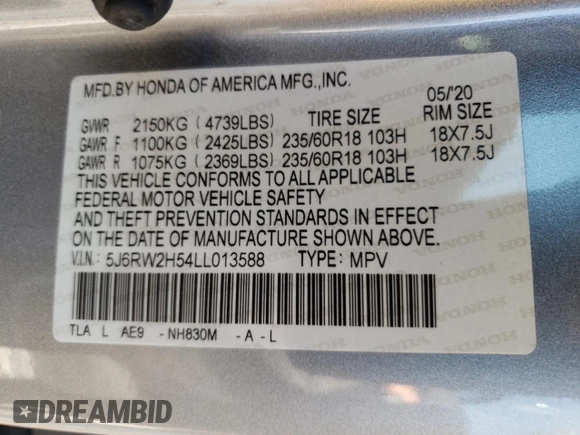 MFD.BY HONDA OF AMERICA MFG.,INC.
05/'20
GVWR 2150KG (4739LBS) TIRE SIZE RIM SIZE
GAWR F 1100KG (2425LBS) 235/60R18 103H 18X7.5J
GAWR R 1075KG (2369LBS) 235/60R18 103H 18X7.5J
THIS VEHICLE CONFORMS TO ALL APPLICABLE
FEDERAL MOTOR VEHICLE SAFETY
AND THEFT PREVENTION STANDARDS IN EFFECT
ON THE DATE OF MANUFACTURE SHOWN ABOVE.
V.I.N.: 5J6RW2H54LL013588 TYPE: MPV
TLA L AE9 - NH830M - A - L
HONDA
DREAMBID